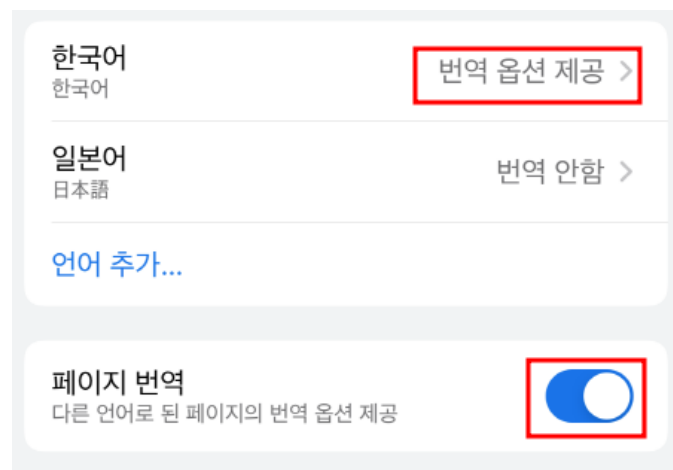 한국어
번역 옵션 제공
한국어
일본어
번역 안함
日本語
언어 추가...
페이지 번역
다른 언어로 된 페이지의 번역 옵션 제공